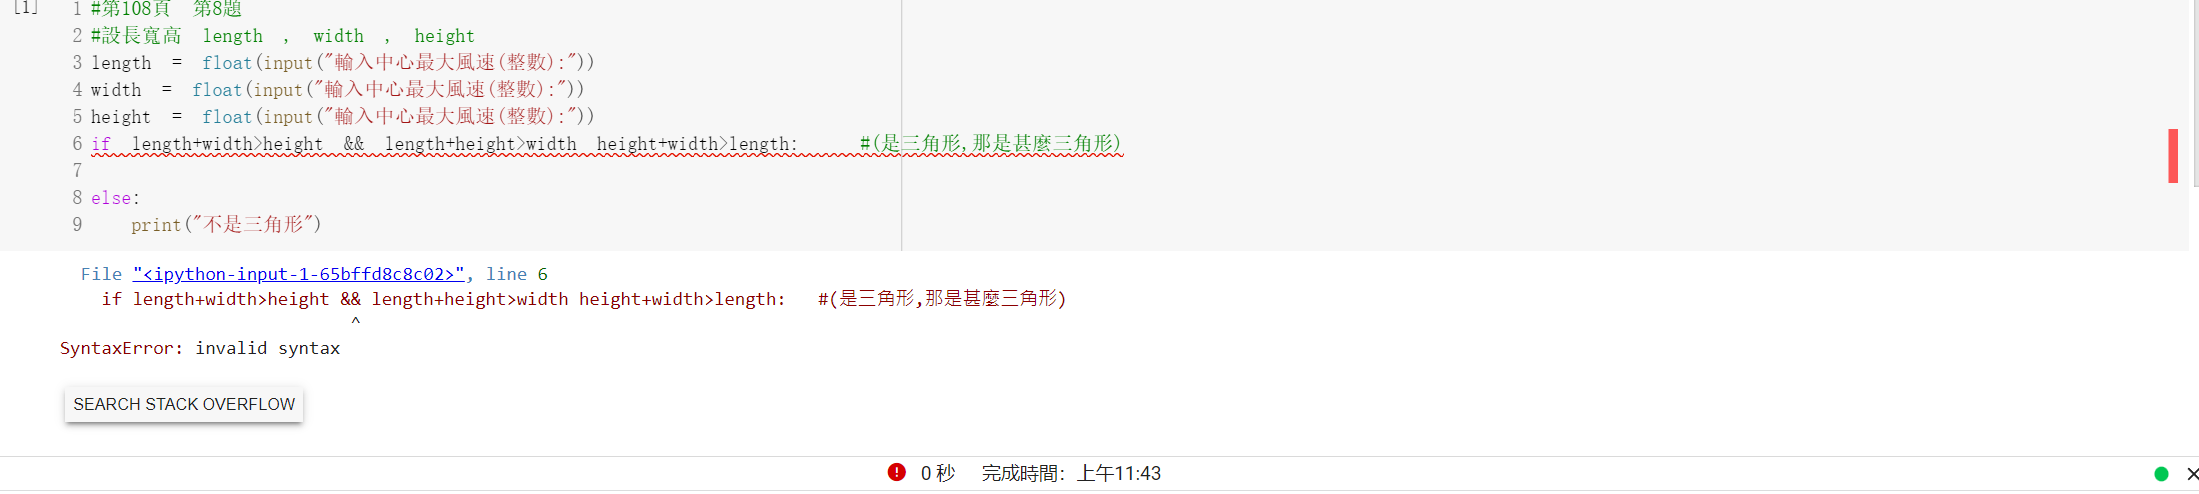 [1] 1 #第108頁 第8題
2 #設長寬高 length , width , height
3 length = float(input("輸入中心最大風速(整數):"))
4 width = float(input("輸入中心最大風速(整數):"))
5 height = float(input("輸入中心最大風速(整數):"))
6 if length+width>height && length+height>width height+width>length: #(是三角形,那是甚麼三角形)
7
8 else:
9 print("不是三角形")
File "<ipython-input-1-65bffd8c8c02>", line 6
if length+width>height && length+height>width height+width>length: #(是三角形,那是甚麼三角形)
^
SyntaxError: invalid syntax
SEARCH STACK OVERFLOW
0 秒 完成時間：上午11:43